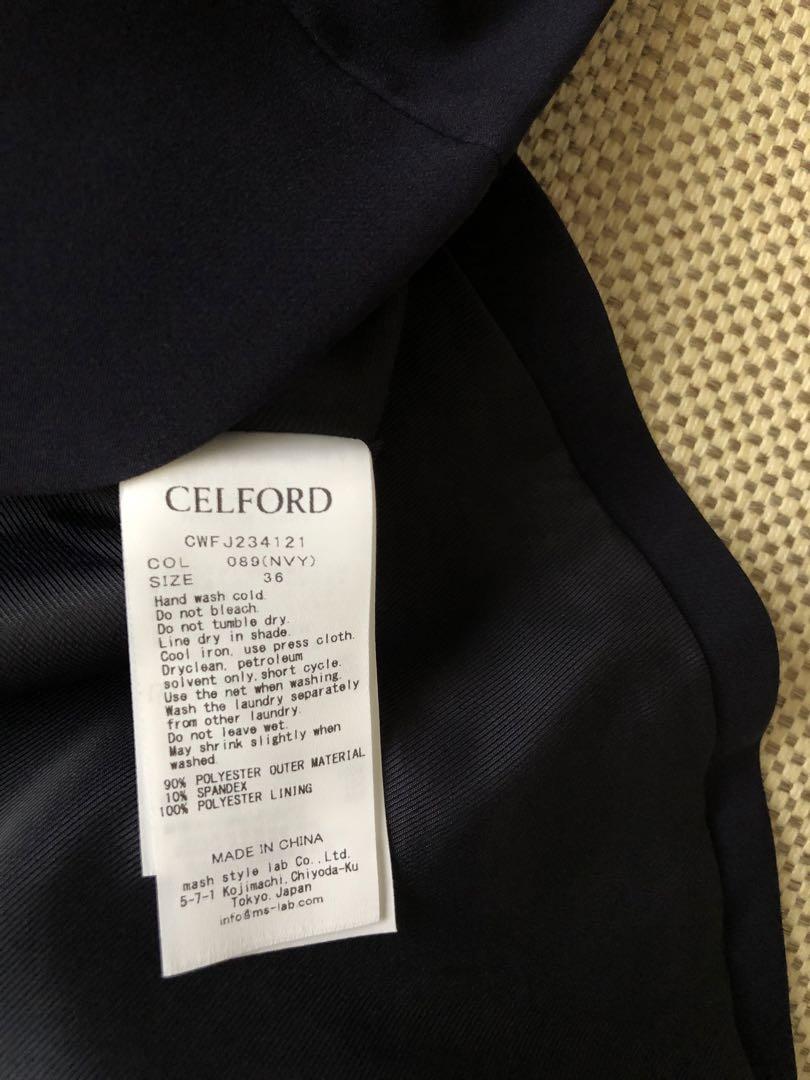 CELFORD
CWFJ234121
COL 089(NVY)
SIZE 36
Hand wash cold.
Do not bleach.
Do not tumble dry.
Line dry in shade.
Cool iron, use press cloth.
Dryclean, petroleum
solvent only, short cycle.
Use the net when washing.
Wash the laundry separately
from other laundry.
Do not leave wet.
May shrink slightly when
washed.
90% POLYESTER OUTER MATERIAL
10% SPANDEX
100% POLYESTER LINING
MADE IN CHINA
mash style lab Co., Ltd.
5-7-1 Kojimachi, Chiyoda-Ku
Tokyo. Japan
info@ms-lab.com